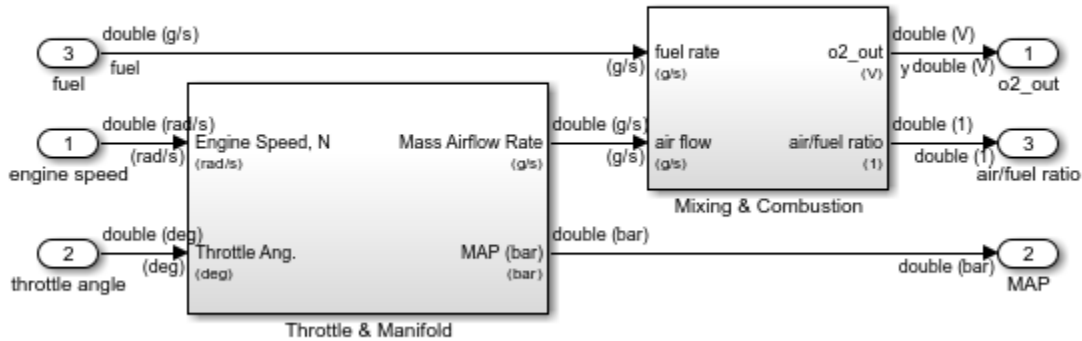 double (g/s)
3
fuel
fuel
(g/s)
fuel rate
(g/s)
o2_out
(V)
double (V)
y double (V)
1
o2_out
double (rad/s)
1
(rad/s)
engine speed
Engine Speed, N
(rad/s)
Mass Airflow Rate
(g/s)
double (g/s)
(g/s)
air flow
(g/s)
air/fuel ratio
(1)
double (1)
double (1)
3
air/fuel ratio
Mixing & Combustion
double (deg)
2
(deg)
throttle angle
Throttle Ang.
(deg)
MAP (bar)
(bar)
double (bar)
double (bar)
2
MAP
Throttle & Manifold